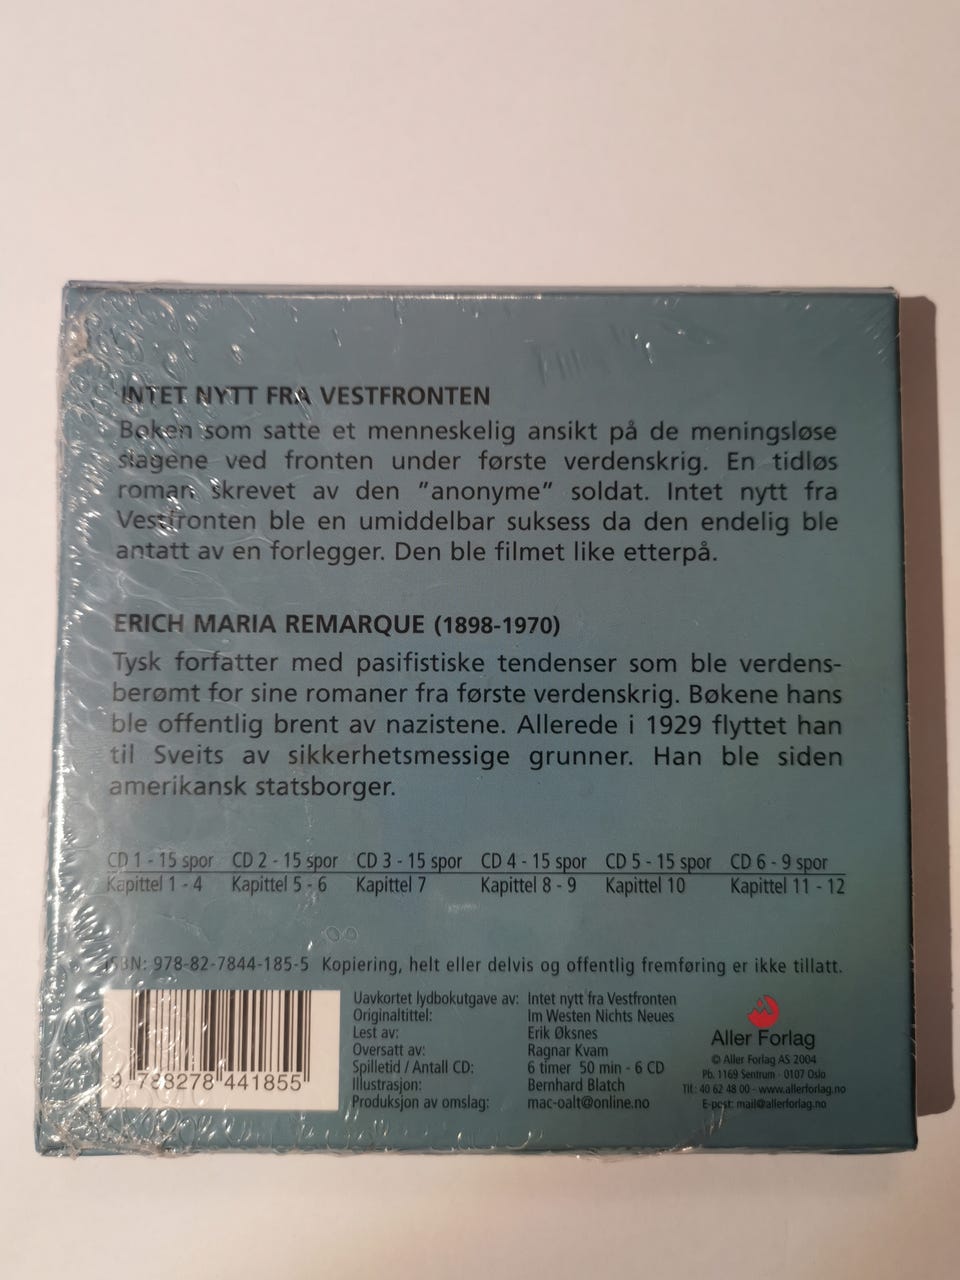 INTET NYTT FRA VESTFRONTEN
Boken som satte et menneskelig ansikt på de meningsløse
slagene ved fronten under første verdenskrig. En tidløs
roman skrevet av den "anonyme" soldat. Intet nytt fra
Vestfronten ble en umiddelbar suksess da den endelig ble
antatt av en forlegger. Den ble filmet like etterpå.
ERICH MARIA REMARQUE (1898-1970)
Tysk forfatter med pasifistiske tendenser som ble verdens-
berømt for sine romaner fra første verdenskrig. Bøkene hans
ble offentlig brent av nazistene. Allerede i 1929 flyttet han
til Sveits av sikkerhetsmessige grunner. Han ble siden
amerikansk statsborger.
CD 1 - 15 spor CD 2 - 15 spor CD 3 - 15 spor CD 4 - 15 spor CD 5 - 15 spor CD 6 - 9 spor
Kapittel 1 - 4 Kapittel 5 - 6 Kapittel 7 Kapittel 8 - 9 Kapittel 10 Kapittel 11 - 12
ISBN: 978-82-7844-185-5 Kopiering, helt eller delvis og offentlig fremføring er ikke tillatt.
9 788278 441855
Uavkortet lydbokutgave av: Intet nytt fra Vestfronten
Originaltittel: Im Westen Nichts Neues
Lest av: Erik Øksnes
Oversatt av: Ragnar Kvam
Spilletid / Antall CD: 6 timer 50 min - 6 CD
Illustrasjon: Bernhard Blatch
Produksjon av omslag: mac-oalt@online.no
Aller Forlag
© Aller Forlag AS 2004
Pb. 1169 Sentrum - 0107 Oslo
Tlf: 40 62 48 00 - www.allerforlag.no
E-post: mail@allerforlag.no